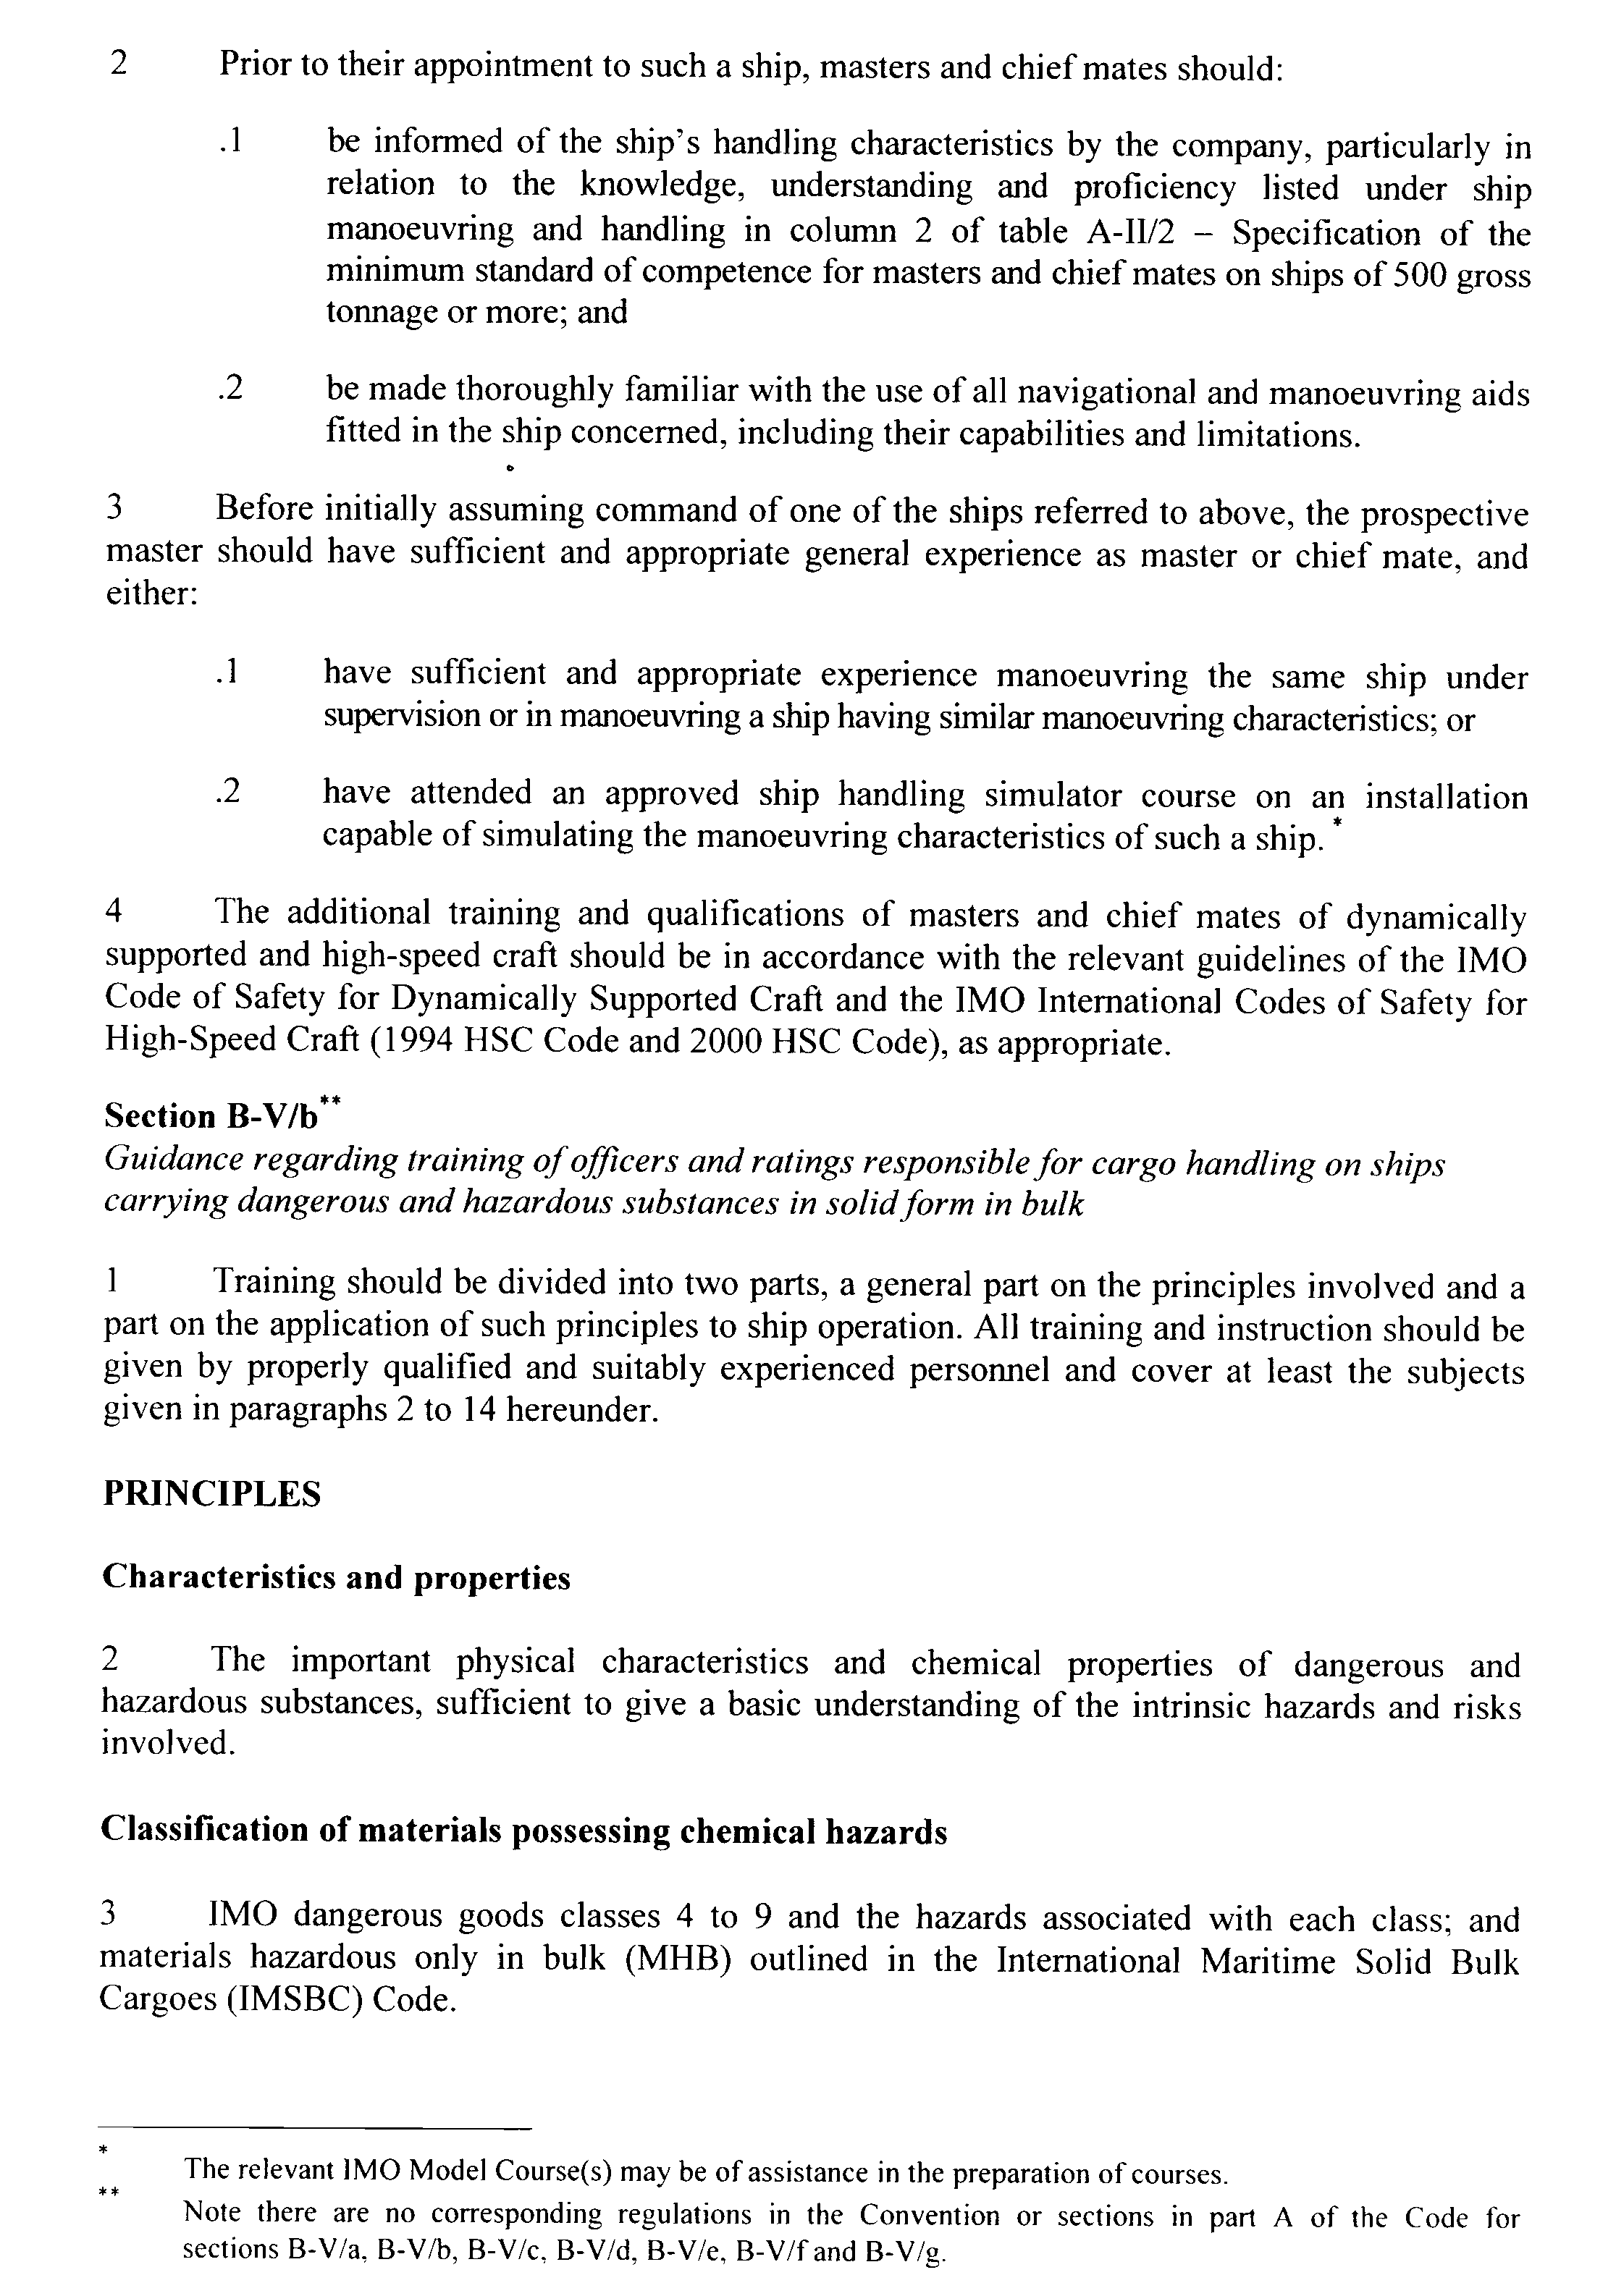 2 Prior to their appointment to such a ship, masters and chief mates should:
.1 be informed of the ship's handling characteristics by the company, particularly in
relation to the knowledge, understanding and proficiency listed under ship
manoeuvring and handling in column 2 of table A-II/2 – Specification of the
minimum standard of competence for masters and chief mates on ships of 500 gross
tonnage or more; and
.2 be made thoroughly familiar with the use of all navigational and manoeuvring aids
fitted in the ship concerned, including their capabilities and limitations.
3 Before initially assuming command of one of the ships referred to above, the prospective
master should have sufficient and appropriate general experience as master or chief mate, and
either:
.1 have sufficient and appropriate experience manoeuvring the same ship under
supervision or in manoeuvring a ship having similar manoeuvring characteristics; or
.2 have attended an approved ship handling simulator course on an installation
capable of simulating the manoeuvring characteristics of such a ship. *
4 The additional training and qualifications of masters and chief mates of dynamically
supported and high-speed craft should be in accordance with the relevant guidelines of the IMO
Code of Safety for Dynamically Supported Craft and the IMO International Codes of Safety for
High-Speed Craft (1994 HSC Code and 2000 HSC Code), as appropriate.
Section B-V/b**
Guidance regarding training of officers and ratings responsible for cargo handling on ships
carrying dangerous and hazardous substances in solid form in bulk
1 Training should be divided into two parts, a general part on the principles involved and a
part on the application of such principles to ship operation. All training and instruction should be
given by properly qualified and suitably experienced personnel and cover at least the subjects
given in paragraphs 2 to 14 hereunder.
PRINCIPLES
Characteristics and properties
2 The important physical characteristics and chemical properties of dangerous and
hazardous substances, sufficient to give a basic understanding of the intrinsic hazards and risks
involved.
Classification of materials possessing chemical hazards
3 IMO dangerous goods classes 4 to 9 and the hazards associated with each class; and
materials hazardous only in bulk (MHB) outlined in the International Maritime Solid Bulk
Cargoes (IMSBC) Code.
* The relevant IMO Model Course(s) may be of assistance in the preparation of courses.
** Note there are no corresponding regulations in the Convention or sections in part A of the Code for
sections B-V/a, B-V/b, B-V/c, B-V/d, B-V/e, B-V/f and B-V/g.